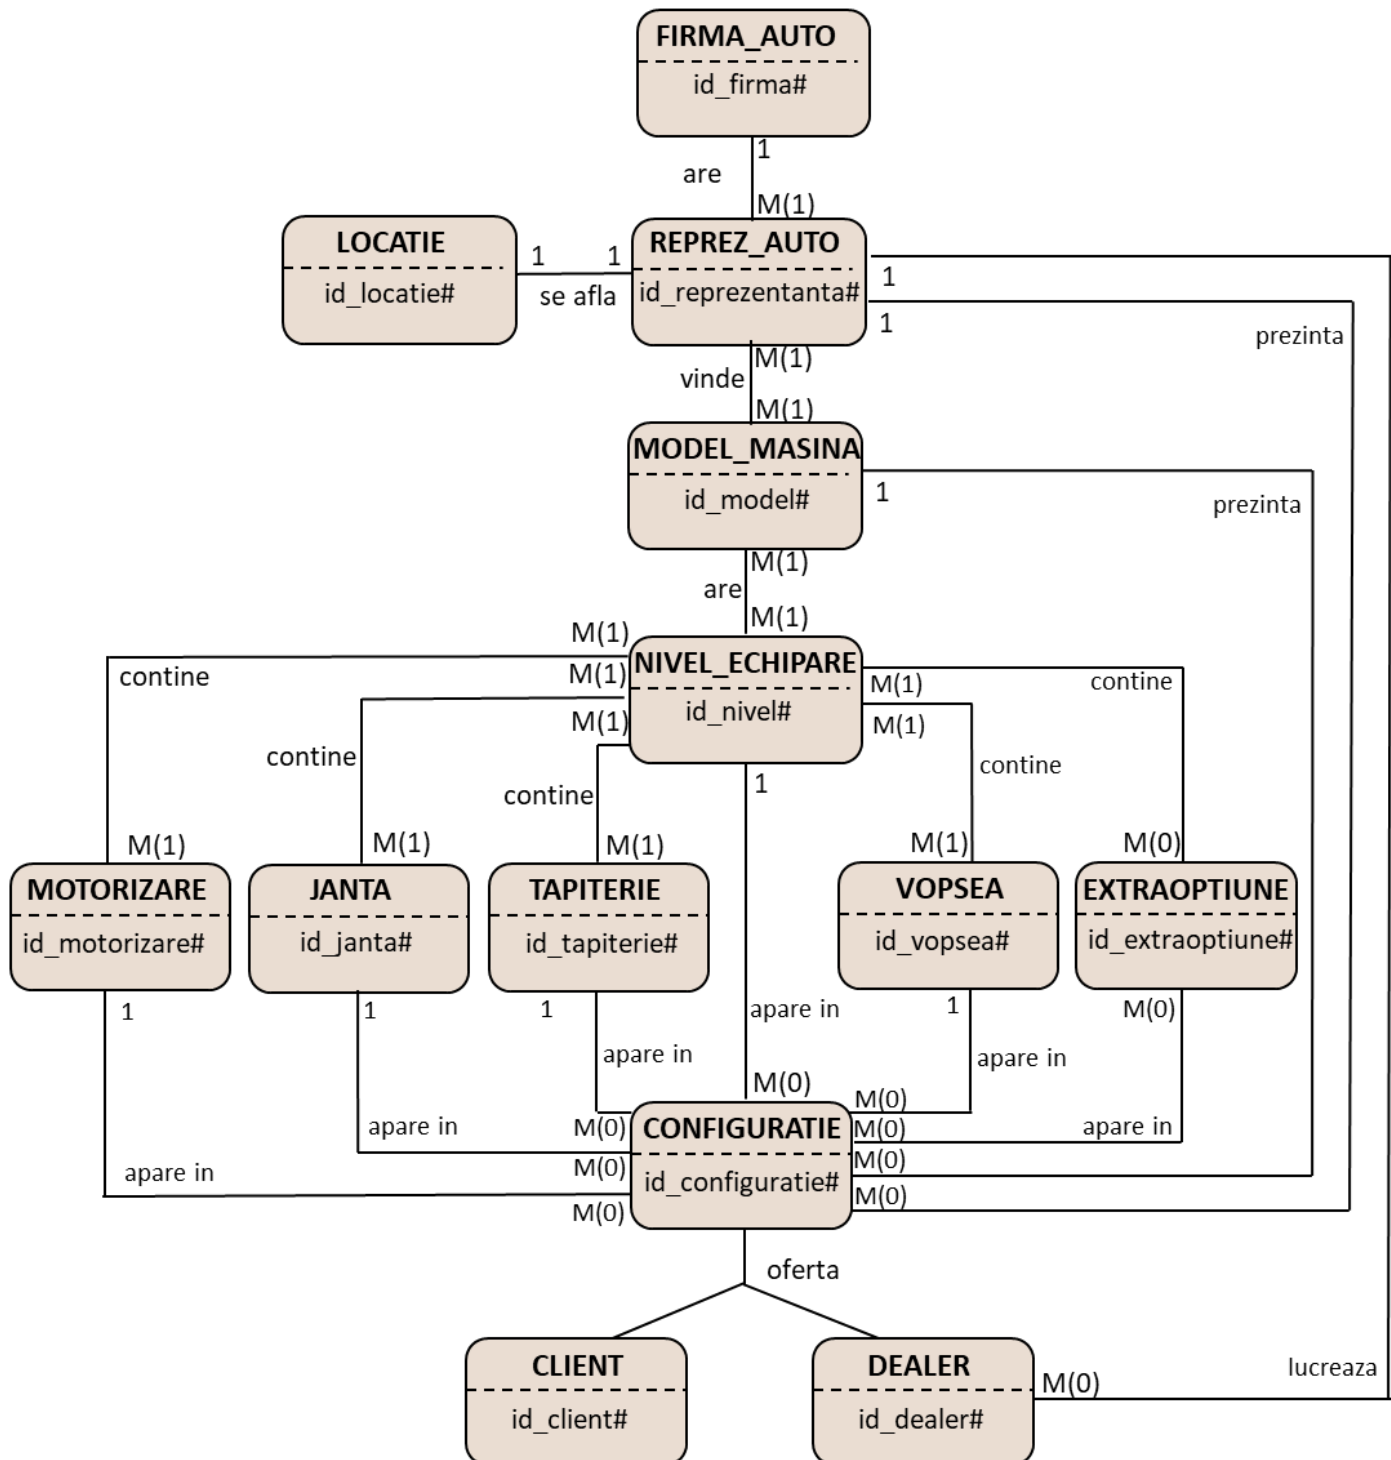 FIRMA_AUTO
id_firma#
1
are
M(1)
LOCATIE
id_locatie#
1
1
se afla
REPREZ_AUTO
id_reprezentanta#
1
1
prezinta
M(1)
vinde
M(1)
MODEL_MASINA
id_model#
1
prezinta
M(1)
are
M(1)
NIVEL_ECHIPARE
id_nivel#
M(1)
contine
M(1)
contine
M(1)
contine
M(1)
contine
M(1)
contine
1
M(1)
M(1)
M(1)
M(1)
M(0)
MOTORIZARE
id_motorizare#
JANTA
id_janta#
TAPITERIE
id_tapiterie#
VOPSEA
id_vopsea#
EXTRAOPTIUNE
id_extraoptiune#
1
1
1
apare in
1
M(0)
apare in
apare in
M(0)
apare in
apare in
apare in
M(0)
M(0)
M(0)
M(0)
M(0)
M(0)
M(0)
CONFIGURATIE
id_configuratie#
oferta
CLIENT
id_client#
DEALER
id_dealer#
M(0)
lucreaza